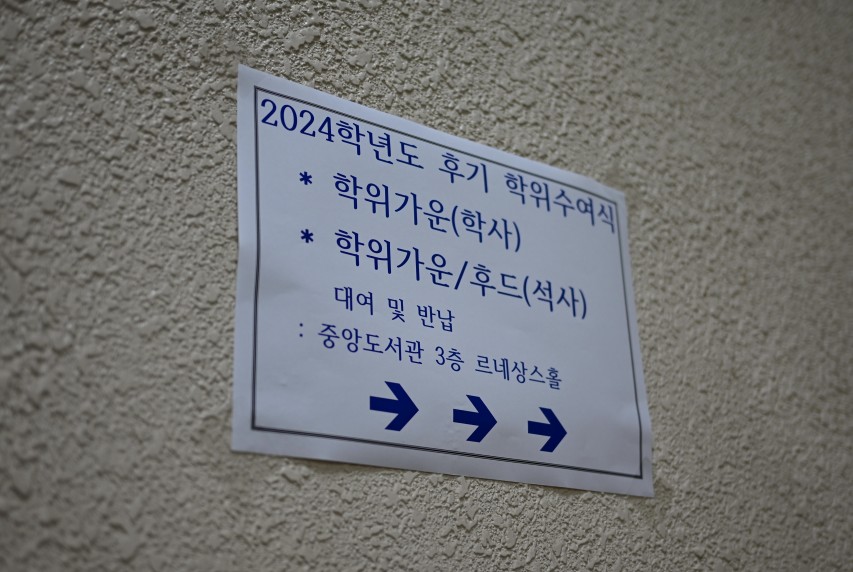 2024학년도 후기 학위수여식
* 학위가운(학사)
* 학위가운/후드(석사)
대여 및 반납
: 중앙도서관 3층 르네상스홀